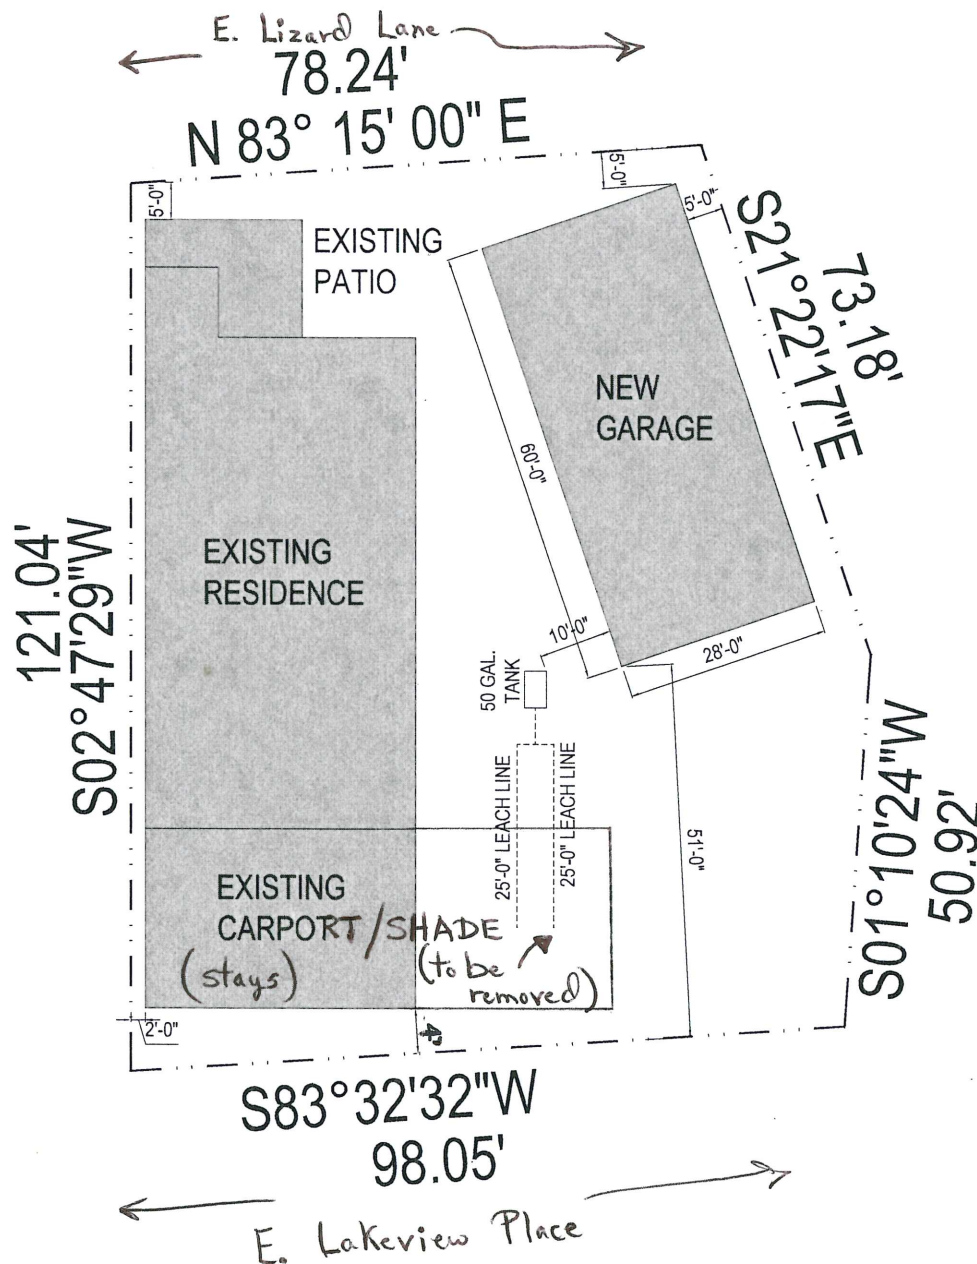 E. Lizard Lane
78.24'
N 83° 15' 00" E
5'-0"
5'-0"
5'-0"
EXISTING
PATIO
S21°22'17"E
73.18'
NEW
GARAGE
60'-0"
28'-0"
10'-0"
121.04'
S02°47'29"W
EXISTING
RESIDENCE
50 GAL.
TANK
25'-0" LEACH LINE
25'-0" LEACH LINE
51'-0"
S01°10'24"W
50.92'
EXISTING
CARPORT/SHADE
(stays)
(to be
removed)
2'-0"
4'
S83°32'32"W
98.05'
E. Lakeview Place